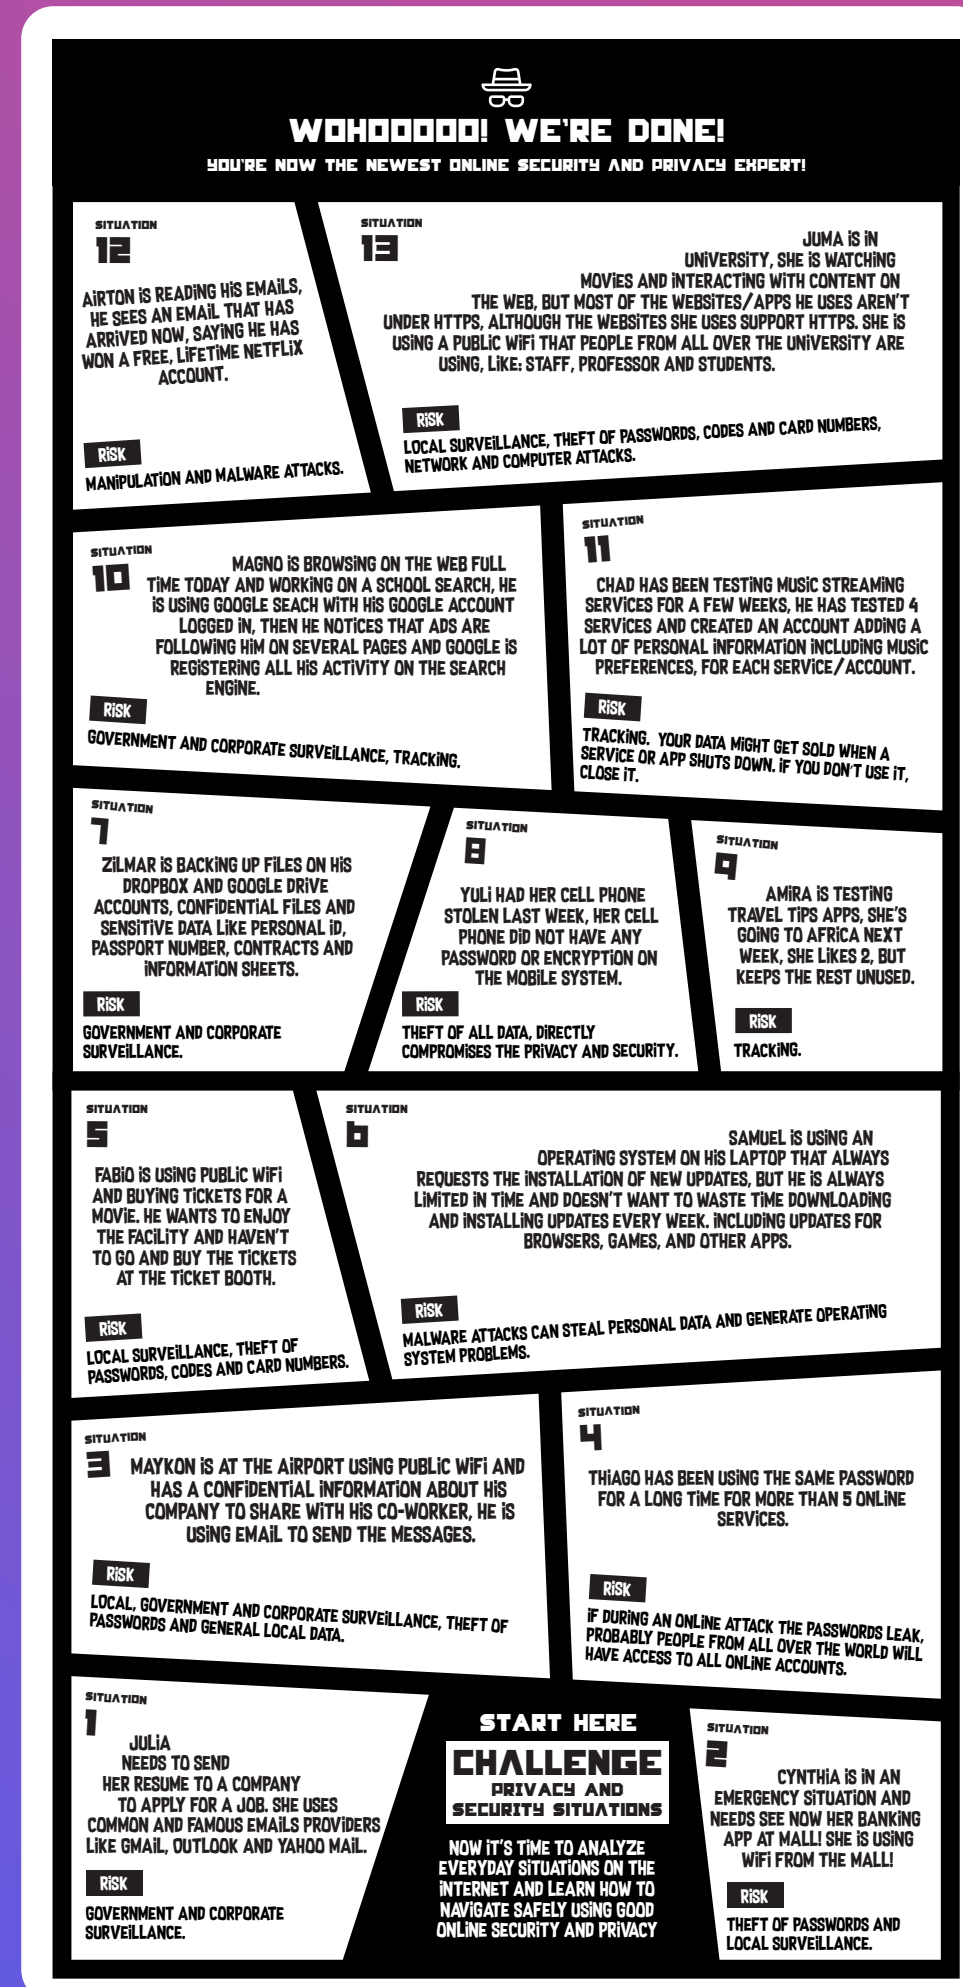 WOHOOOOO! WE'RE DONE!
YOU'RE NOW THE NEWEST ONLINE SECURITY AND PRIVACY EXPERT!
SITUATION
12
AIRTON IS READING HIS EMAILS,
HE SEES AN EMAIL THAT HAS
ARRIVED NOW, SAYING HE HAS
WON A FREE, LIFETIME NETFLIX
ACCOUNT.
RISK
MANIPULATION AND MALWARE ATTACKS.
SITUATION
13
JUMA IS IN
UNIVERSITY, SHE IS WATCHING
MOVIES AND INTERACTING WITH CONTENT ON
THE WEB, BUT MOST OF THE WEBSITES/APPS HE USES AREN'T
UNDER HTTPS, ALTHOUGH THE WEBSITES SHE USES SUPPORT HTTPS. SHE IS
USING A PUBLIC WIFI THAT PEOPLE FROM ALL OVER THE UNIVERSITY ARE
USING, LIKE: STAFF, PROFESSOR AND STUDENTS.
RISK
LOCAL SURVEILLANCE, THEFT OF PASSWORDS, CODES AND CARD NUMBERS,
NETWORK AND COMPUTER ATTACKS.
SITUATION
10
MAGNO IS BROWSING ON THE WEB FULL
TIME TODAY AND WORKING ON A SCHOOL SEARCH, HE
IS USING GOOGLE SEACH WITH HIS GOOGLE ACCOUNT
LOGGED IN, THEN HE NOTICES THAT ADS ARE
FOLLOWING HIM ON SEVERAL PAGES AND GOOGLE IS
REGISTERING ALL HIS ACTIVITY ON THE SEARCH
ENGINE.
RISK
GOVERNMENT AND CORPORATE SURVEILLANCE, TRACKING.
SITUATION
11
CHAD HAS BEEN TESTING MUSIC STREAMING
SERVICES FOR A FEW WEEKS, HE HAS TESTED 4
SERVICES AND CREATED AN ACCOUNT ADDING A
LOT OF PERSONAL INFORMATION INCLUDING MUSIC
PREFERENCES, FOR EACH SERVICE/ACCOUNT.
RISK
TRACKING. YOUR DATA MIGHT GET SOLD WHEN A
SERVICE OR APP SHUTS DOWN. IF YOU DON'T USE IT,
CLOSE IT.
SITUATION
7
ZILMAR IS BACKING UP FILES ON HIS
DROPBOX AND GOOGLE DRIVE
ACCOUNTS, CONFIDENTIAL FILES AND
SENSITIVE DATA LIKE PERSONAL ID,
PASSPORT NUMBER, CONTRACTS AND
INFORMATION SHEETS.
RISK
GOVERNMENT AND CORPORATE
SURVEILLANCE.
SITUATION
8
YULI HAD HER CELL PHONE
STOLEN LAST WEEK, HER CELL
PHONE DID NOT HAVE ANY
PASSWORD OR ENCRYPTION ON
THE MOBILE SYSTEM.
RISK
THEFT OF ALL DATA, DIRECTLY
COMPROMISES THE PRIVACY AND SECURITY.
SITUATION
9
AMIRA IS TESTING
TRAVEL TIPS APPS, SHE'S
GOING TO AFRICA NEXT
WEEK, SHE LIKES 2, BUT
KEEPS THE REST UNUSED.
RISK
TRACKING.
SITUATION
5
FABIO IS USING PUBLIC WIFI
AND BUYING TICKETS FOR A
MOVIE. HE WANTS TO ENJOY
THE FACILITY AND HAVEN'T
TO GO AND BUY THE TICKETS
AT THE TICKET BOOTH.
RISK
LOCAL SURVEILLANCE, THEFT OF
PASSWORDS, CODES AND CARD NUMBERS.
SITUATION
6
SAMUEL IS USING AN
OPERATING SYSTEM ON HIS LAPTOP THAT ALWAYS
REQUESTS THE INSTALLATION OF NEW UPDATES, BUT HE IS ALWAYS
LIMITED IN TIME AND DOESN'T WANT TO WASTE TIME DOWNLOADING
AND INSTALLING UPDATES EVERY WEEK. INCLUDING UPDATES FOR
BROWSERS, GAMES, AND OTHER APPS.
RISK
MALWARE ATTACKS CAN STEAL PERSONAL DATA AND GENERATE OPERATING
SYSTEM PROBLEMS.
SITUATION
3
MAYKON IS AT THE AIRPORT USING PUBLIC WIFI AND
HAS A CONFIDENTIAL INFORMATION ABOUT HIS
COMPANY TO SHARE WITH HIS CO-WORKER, HE IS
USING EMAIL TO SEND THE MESSAGES.
RISK
LOCAL, GOVERNMENT AND CORPORATE SURVEILLANCE, THEFT OF
PASSWORDS AND GENERAL LOCAL DATA.
SITUATION
4
THIAGO HAS BEEN USING THE SAME PASSWORD
FOR A LONG TIME FOR MORE THAN 5 ONLINE
SERVICES.
RISK
IF DURING AN ONLINE ATTACK THE PASSWORDS LEAK,
PROBABLY PEOPLE FROM ALL OVER THE WORLD WILL
HAVE ACCESS TO ALL ONLINE ACCOUNTS.
SITUATION
1
JULIA
NEEDS TO SEND
HER RESUME TO A COMPANY
TO APPLY FOR A JOB. SHE USES
COMMON AND FAMOUS EMAILS PROVIDERS
LIKE GMAIL, OUTLOOK AND YAHOO MAIL.
RISK
GOVERNMENT AND CORPORATE
SURVEILLANCE.
START HERE
CHALLENGE
PRIVACY AND
SECURITY SITUATIONS
NOW IT'S TIME TO ANALYZE
EVERYDAY SITUATIONS ON THE
INTERNET AND LEARN HOW TO
NAVIGATE SAFELY USING GOOD
ONLINE SECURITY AND PRIVACY
SITUATION
2
CYNTHIA IS IN AN
EMERGENCY SITUATION AND
NEEDS SEE NOW HER BANKING
APP AT MALL! SHE IS USING
WIFI FROM THE MALL!
RISK
THEFT OF PASSWORDS AND
LOCAL SURVEILLANCE.